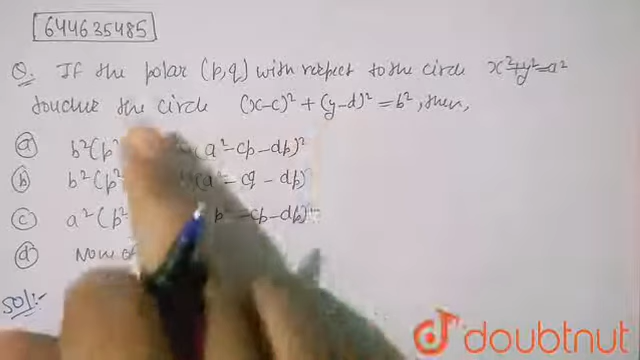 644635485
Q. If the polar (p,q) with respect to the circle x²+y²=a²
touches the circle (x-c)²+(y-d)²=b², then,
(a) b²(p² (a²-cp-dp)²
(b) b²(p² (a²-cq-dp)
(c) a²(p² b²-cp-dp)
(d) None of
Sol:-
doubtnut